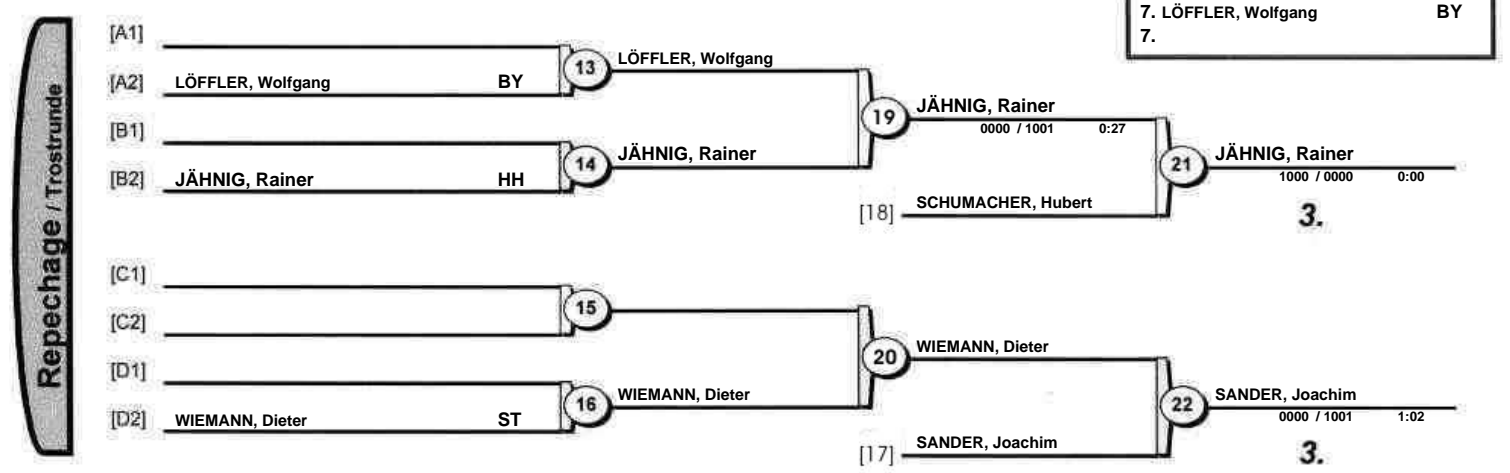 7. LÖFFLER, Wolfgang BY
7.
Repechage / Trostrunde
[A1]
[A2] LÖFFLER, Wolfgang BY
13
LÖFFLER, Wolfgang
[B1]
[B2] JÄHNIG, Rainer HH
14
JÄHNIG, Rainer
19
JÄHNIG, Rainer
0000 / 1001 0:27
[18] SCHUMACHER, Hubert
21
JÄHNIG, Rainer
1000 / 0000 0:00
3.
[C1]
[C2]
15
[D1]
[D2] WIEMANN, Dieter ST
16
WIEMANN, Dieter
20
WIEMANN, Dieter
[17] SANDER, Joachim
22
SANDER, Joachim
0000 / 1001 1:02
3.